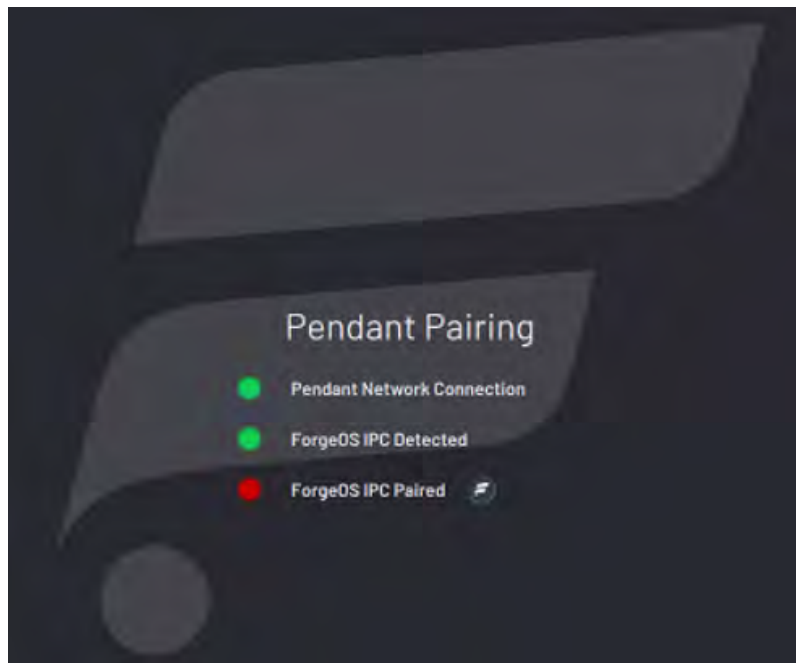 Pendant Pairing
Pendant Network Connection
ForgeOS IPC Detected
ForgeOS IPC Paired